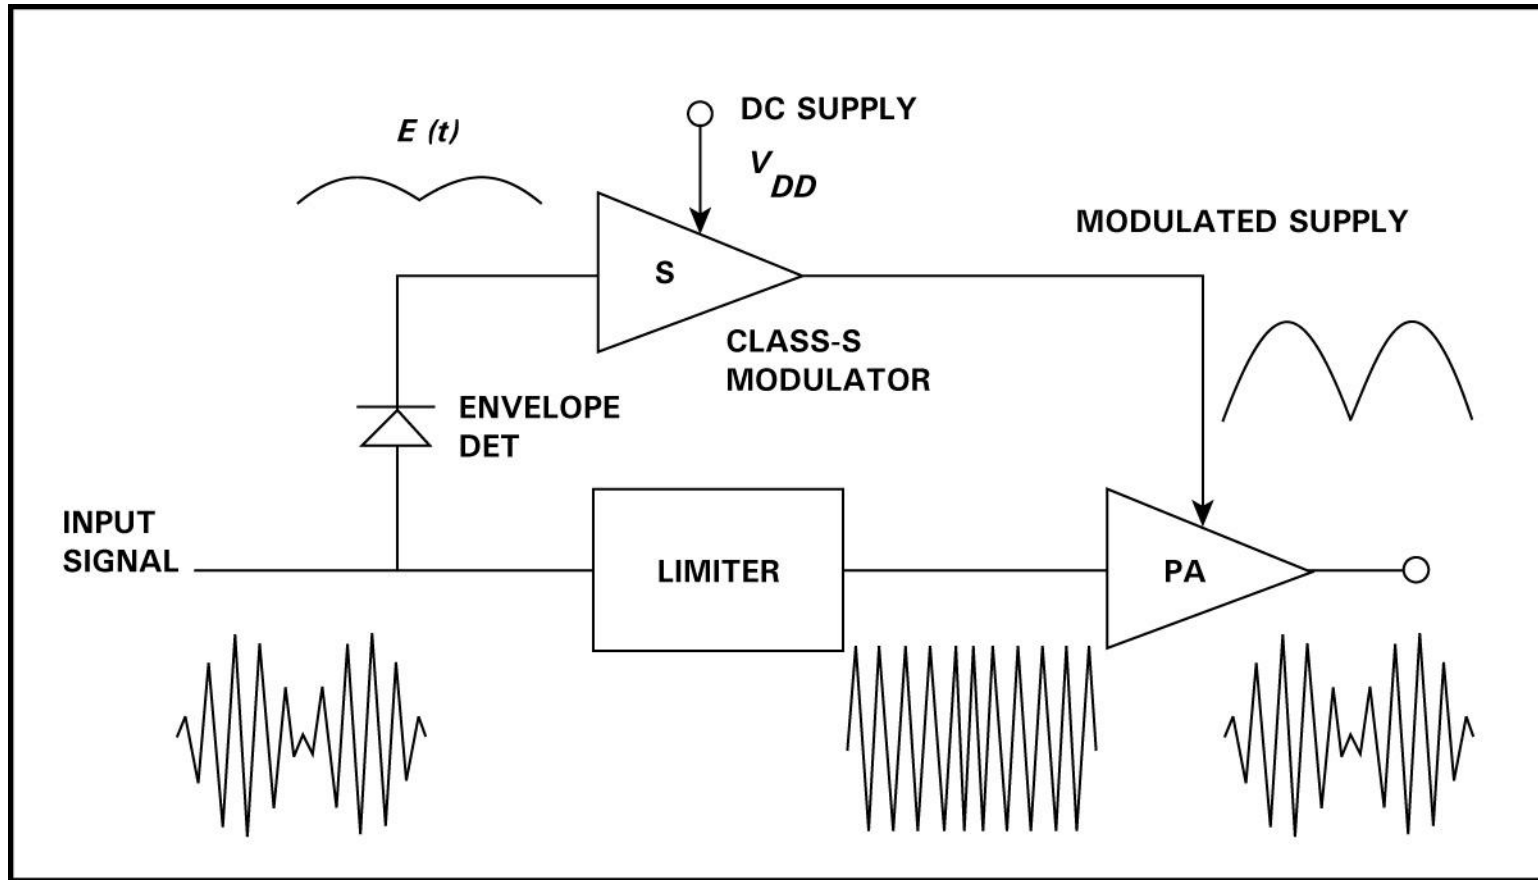 E (t)
DC SUPPLY
V
DD
MODULATED SUPPLY
S
CLASS-S
MODULATOR
ENVELOPE
DET
INPUT
SIGNAL
LIMITER
PA